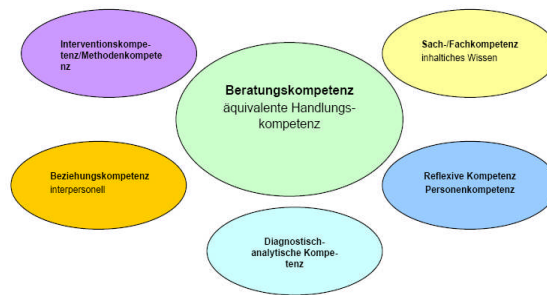 Interventionskompe-
tenz/Methodenkompete
nz
Beratungskompetenz
äquivalente Handlungs-
kompetenz
Sach-/Fachkompetenz
inhaltliches Wissen
Beziehungskompetenz
interpersonell
Reflexive Kompetenz
Personenkompetenz
Diagnostisch-
analytische Kompe-
tenz